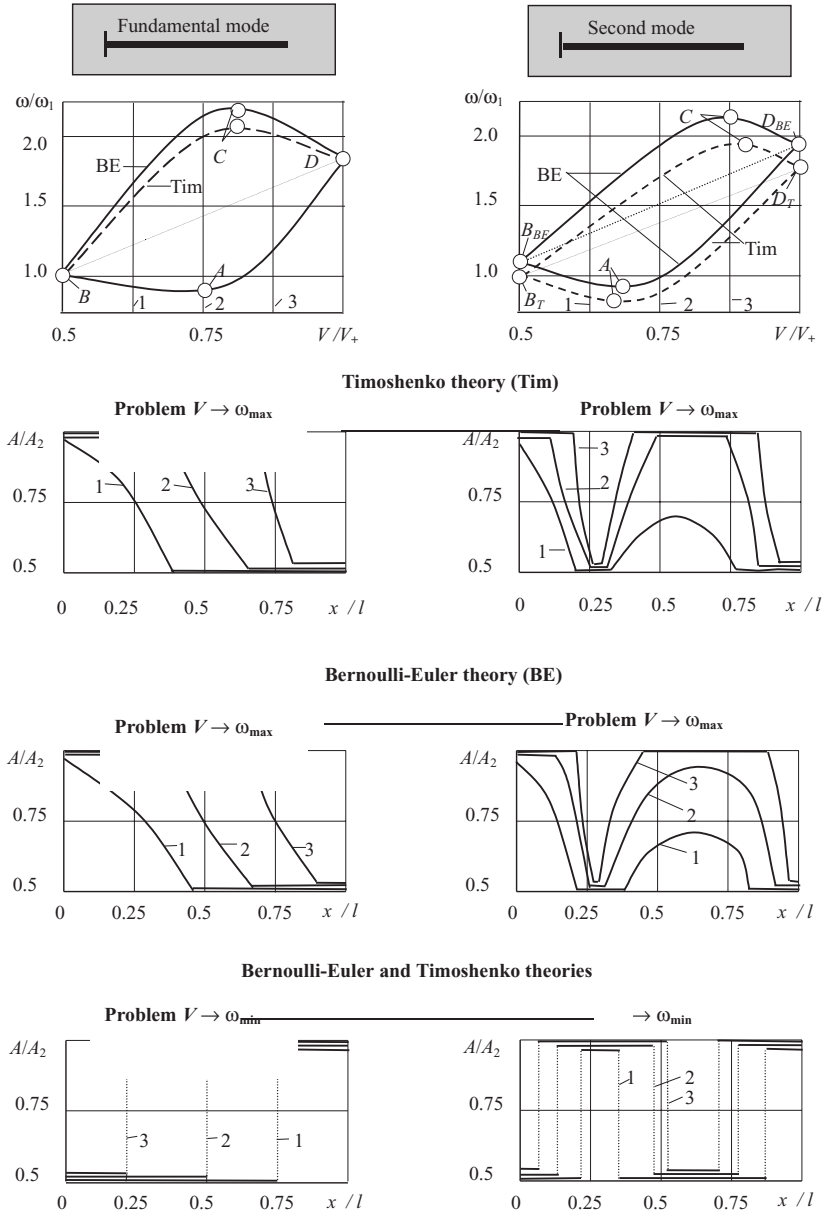 Fundamental mode
Second mode
ω/ω1
2.0
1.5
1.0
BE
Tim
C
D
B
A
1
2
3
0.5
0.75
V/V+
ω/ω1
2.0
1.5
1.0
BE
C
DBE
DT
BBE
BT
A
Tim
1
2
3
0.5
0.75
V/V+
Timoshenko theory (Tim)
Problem V → ωmax
A/A2
0.75
0.5
1
2
3
0 0.25 0.5 0.75 x / l
Problem V → ωmax
A/A2
0.75
0.5
3
2
1
0 0.25 0.5 0.75 x / l
Bernoulli-Euler theory (BE)
Problem V → ωmax
A/A2
0.75
0.5
1
2
3
0 0.25 0.5 0.75 x / l
Problem V → ωmax
A/A2
0.75
0.5
3
2
1
0 0.25 0.5 0.75 x / l
Bernoulli-Euler and Timoshenko theories
Problem V → ωmin
A/A2
0.75
0.5
3
2
1
0 0.25 0.5 0.75 x / l
→ ωmin
A/A2
0.75
0.5
1
2
3
0 0.25 0.5 0.75 x / l